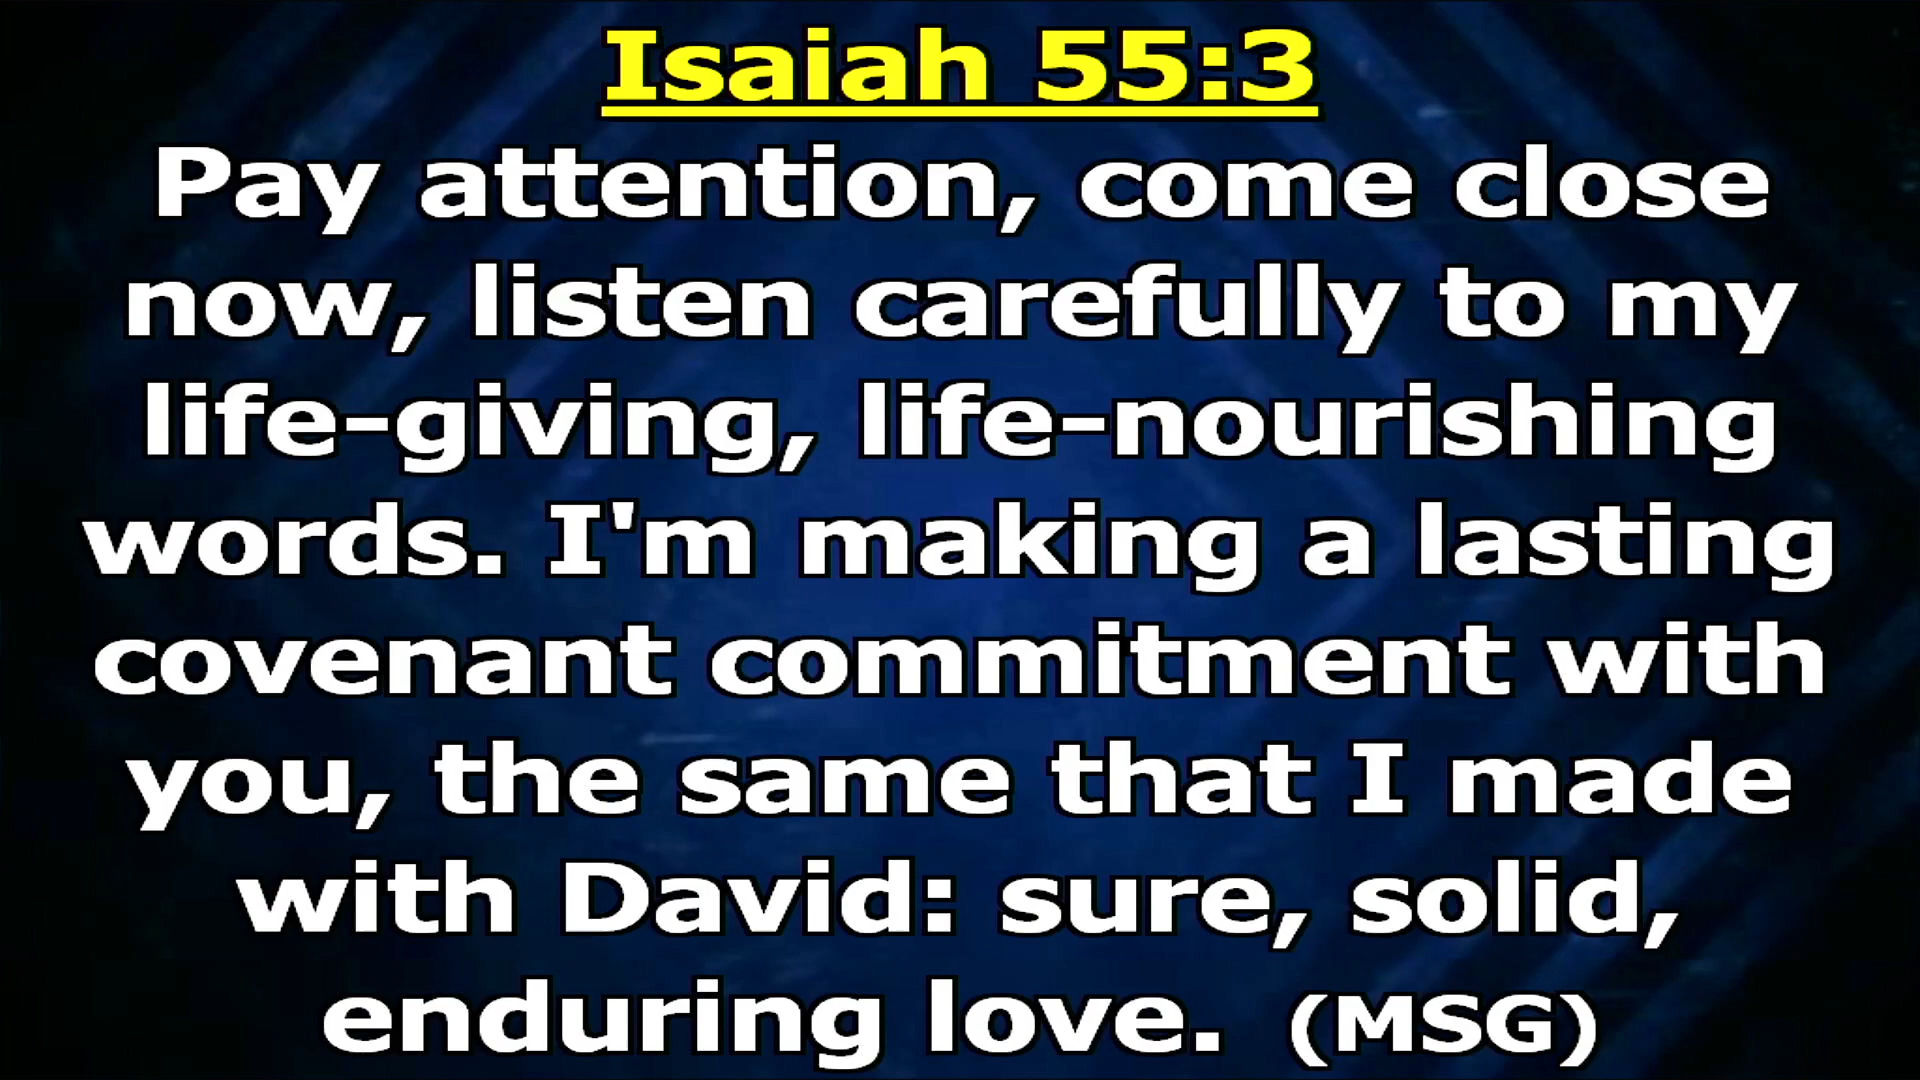 Isaiah 55:3
Pay attention, come close
now, listen carefully to my
life-giving, life-nourishing
words. I'm making a lasting
covenant commitment with
you, the same that I made
with David: sure, solid,
enduring love. (MSG)